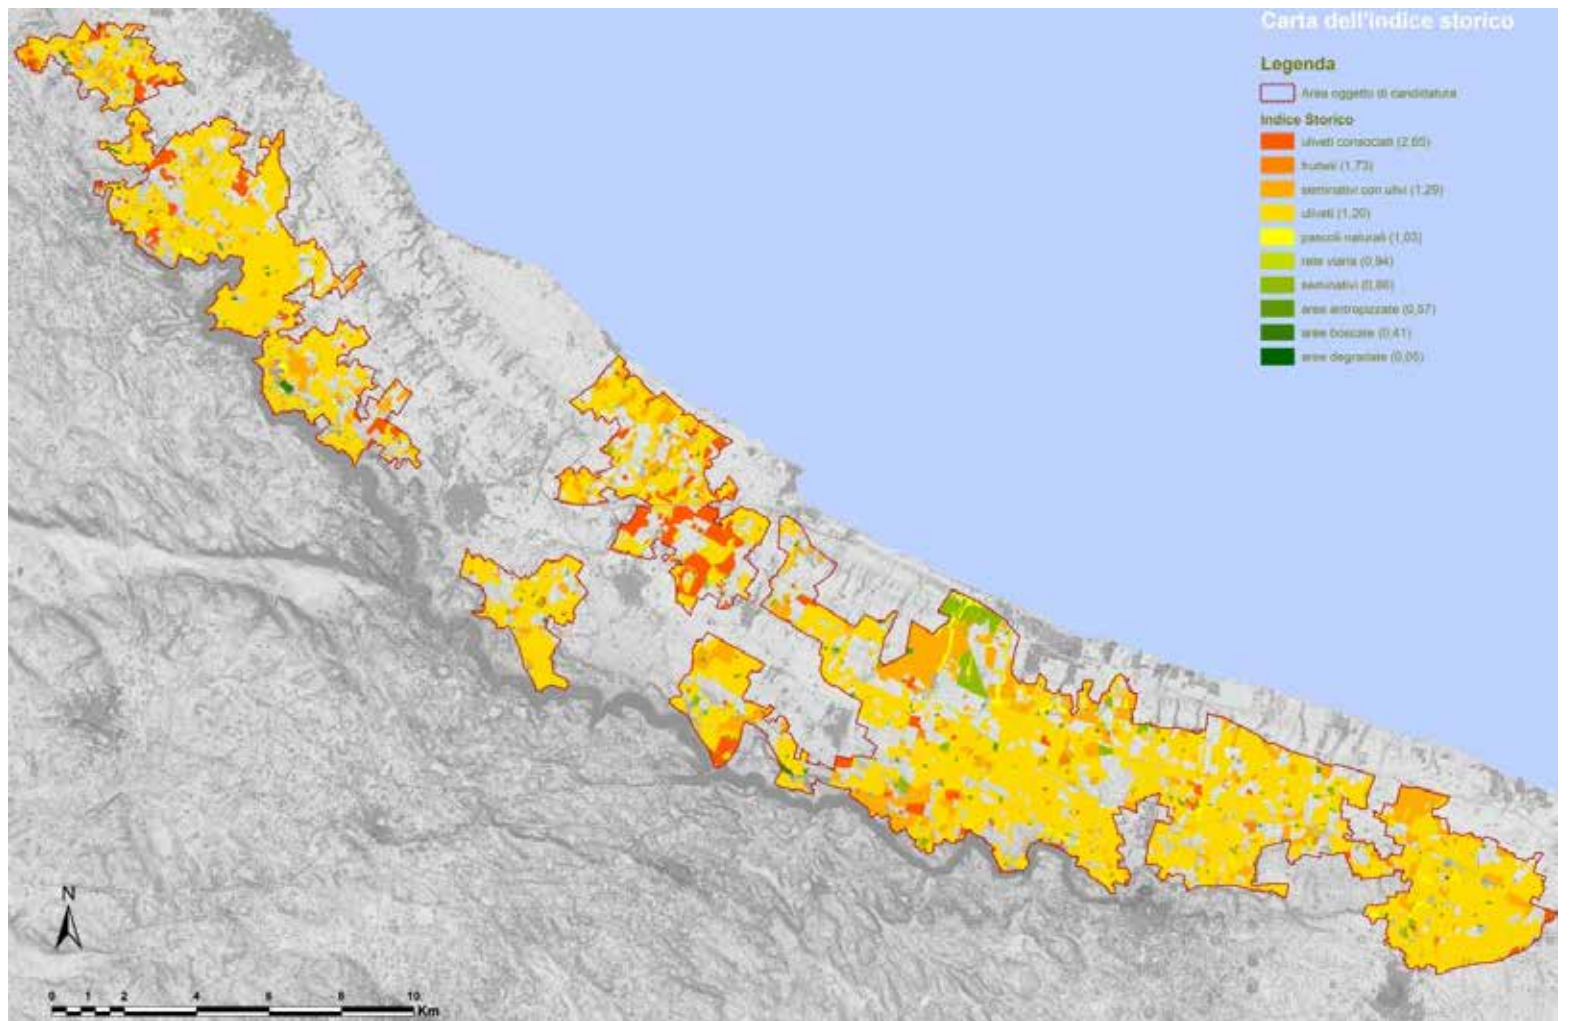 Carta dell'indice storico
Legenda
Area oggetto di candidatura
Indice Storico
uliveti consociati (2,65)
frutteti (1,73)
seminativi con ulivi (1,29)
uliveti (1,20)
pascoli naturali (1,03)
rete viaria (0,94)
seminativi (0,86)
aree antropizzate (0,57)
aree boscate (0,41)
aree degradate (0,05)
N
0 1 2 4 6 8 10
Km